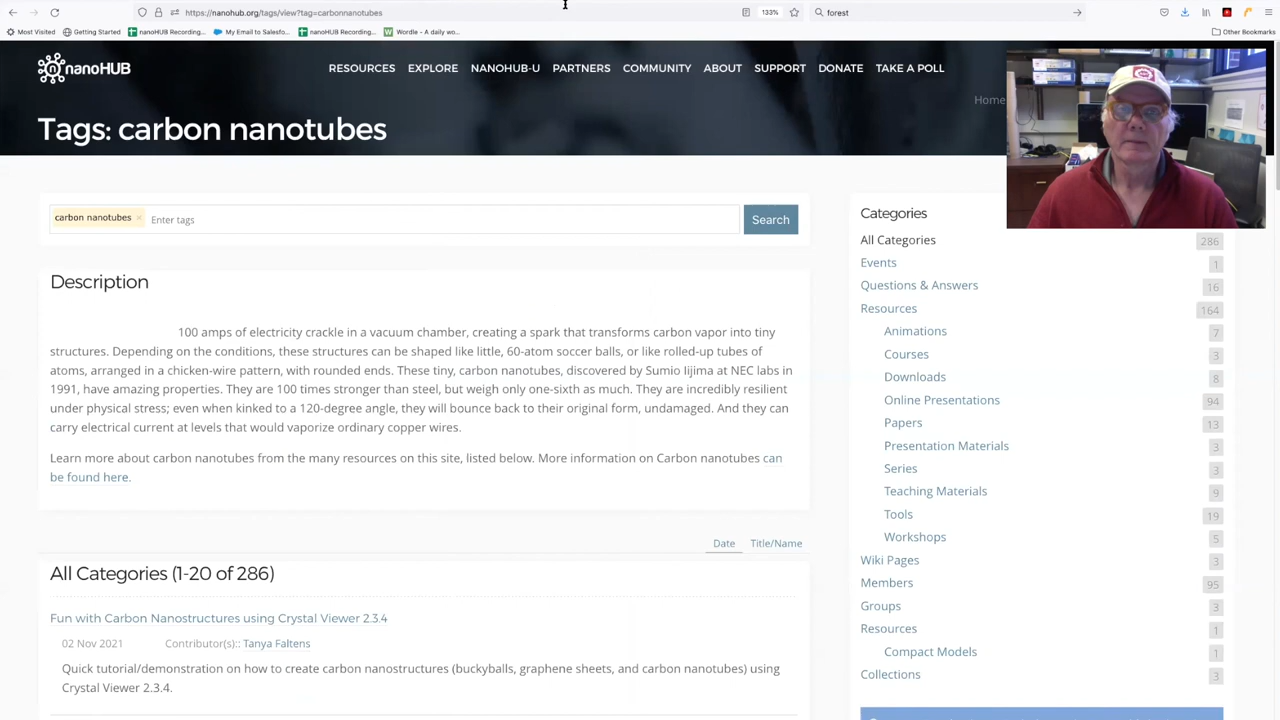 https://nanohub.org/tags/view?tag=carbonnanotubes
133%
forest
Most Visited
Getting Started
nanoHUB Recording...
My Email to Salesfo...
nanoHUB Recording...
Wordle - A daily wo...
Other Bookmarks
nanoHUB
RESOURCES EXPLORE NANOHUB-U PARTNERS COMMUNITY ABOUT SUPPORT DONATE TAKE A POLL
Home
Tags: carbon nanotubes
carbon nanotubes × Enter tags
Search
Description
100 amps of electricity crackle in a vacuum chamber, creating a spark that transforms carbon vapor into tiny
structures. Depending on the conditions, these structures can be shaped like little, 60-atom soccer balls, or like rolled-up tubes of
atoms, arranged in a chicken-wire pattern, with rounded ends. These tiny, carbon nanotubes, discovered by Sumio Iijima at NEC labs in
1991, have amazing properties. They are 100 times stronger than steel, but weigh only one-sixth as much. They are incredibly resilient
under physical stress; even when kinked to a 120-degree angle, they will bounce back to their original form, undamaged. And they can
carry electrical current at levels that would vaporize ordinary copper wires.
Learn more about carbon nanotubes from the many resources on this site, listed below. More information on Carbon nanotubes can
be found here.
Date Title/Name
All Categories (1-20 of 286)
Fun with Carbon Nanostructures using Crystal Viewer 2.3.4
02 Nov 2021 Contributor(s):: Tanya Faltens
Quick tutorial/demonstration on how to create carbon nanostructures (buckyballs, graphene sheets, and carbon nanotubes) using
Crystal Viewer 2.3.4.
Categories
All Categories 286
Events 1
Questions & Answers 16
Resources 164
Animations 7
Courses 3
Downloads 8
Online Presentations 94
Papers 13
Presentation Materials 3
Series 3
Teaching Materials 9
Tools 19
Workshops 5
Wiki Pages 3
Members 95
Groups 3
Resources 1
Compact Models 1
Collections 3